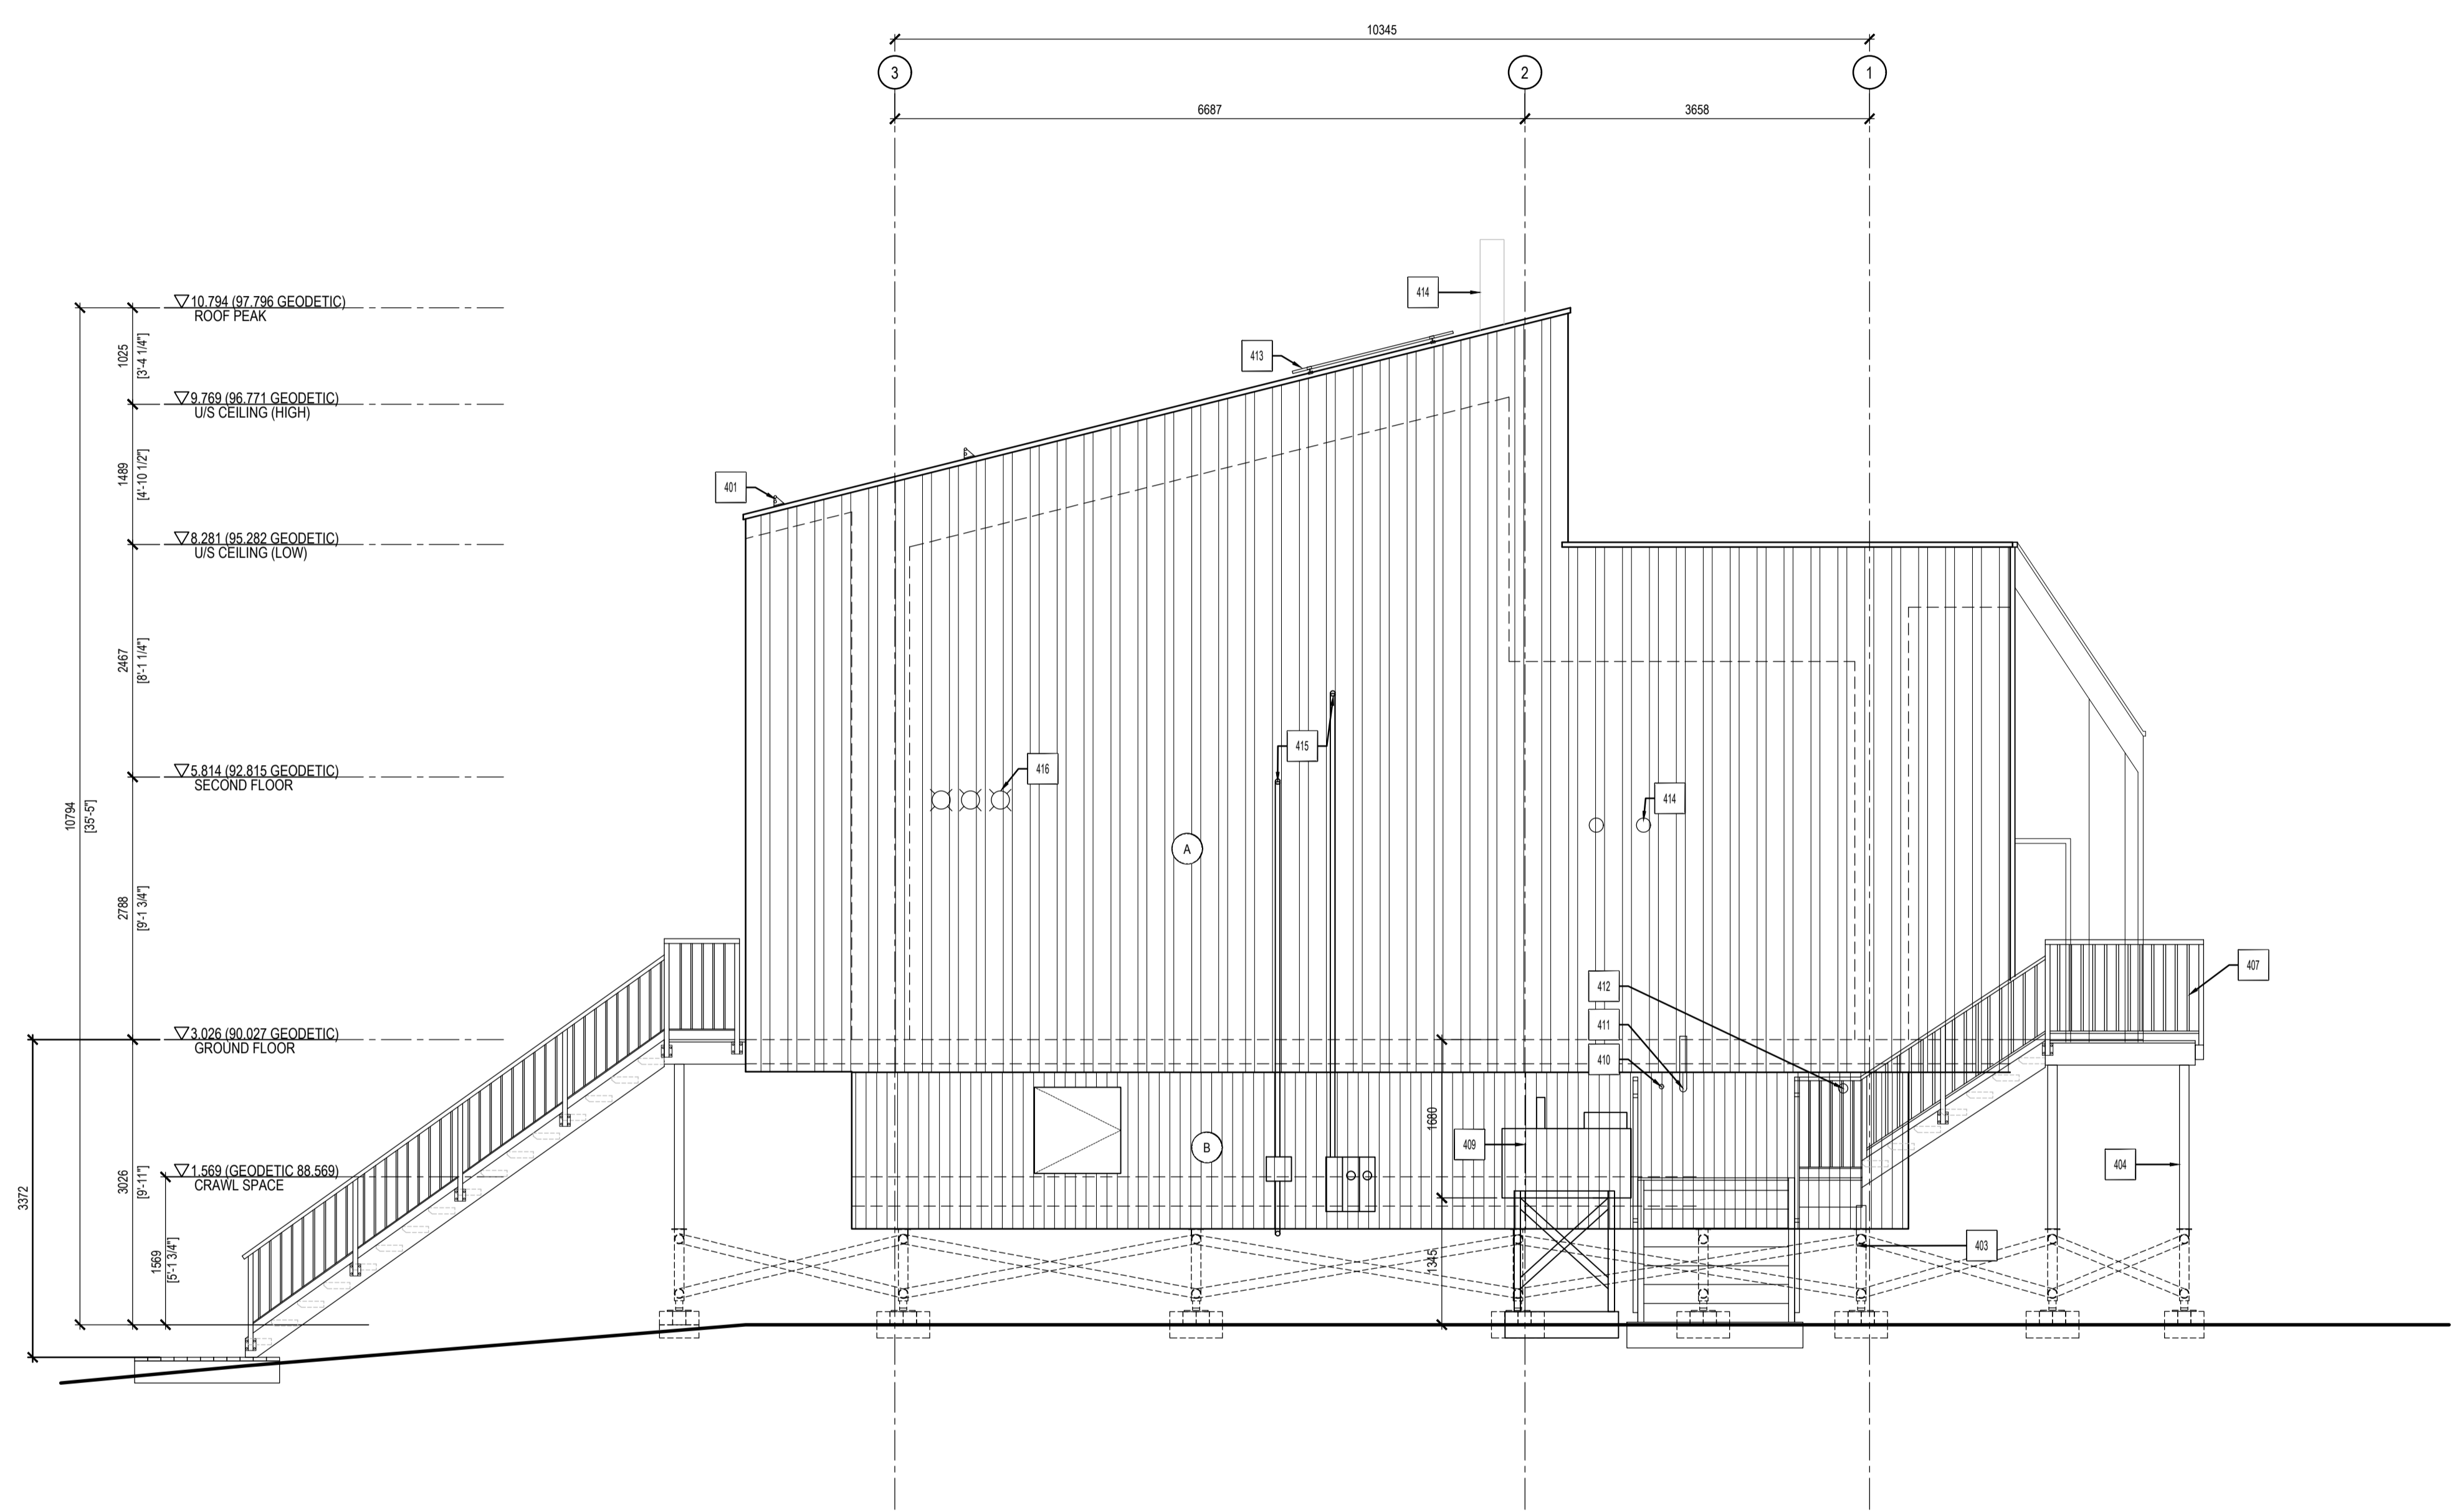 10345
3
2
1
6687
3658
414
10.794 (97.796 GEODETIC)
ROOF PEAK
1025
[3'-4 1/4"]
413
9.769 (96.771 GEODETIC)
U/S CEILING (HIGH)
1489
[4'-10 1/2"]
401
8.281 (95.282 GEODETIC)
U/S CEILING (LOW)
2467
[8'-1 1/4"]
415
416
5.814 (92.815 GEODETIC)
SECOND FLOOR
414
10794
[35'-5"]
A
2788
[9'-1 3/4"]
407
412
411
3.026 (90.027 GEODETIC)
GROUND FLOOR
410
1680
409
B
404
1.569 (GEODETIC 88.569)
CRAWL SPACE
3372
3026
[9'-11"]
1569
[5'-1 3/4"]
1345
403